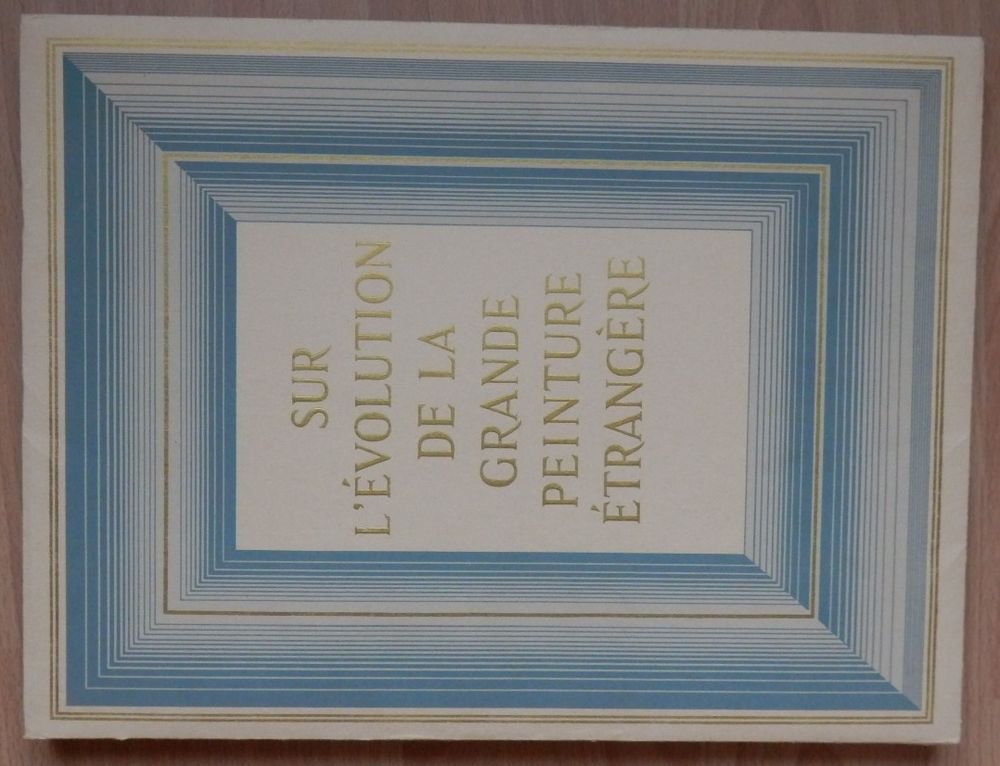 SUR
L'ÉVOLUTION
DE LA
GRANDE
PEINTURE
ÉTRANGÈRE